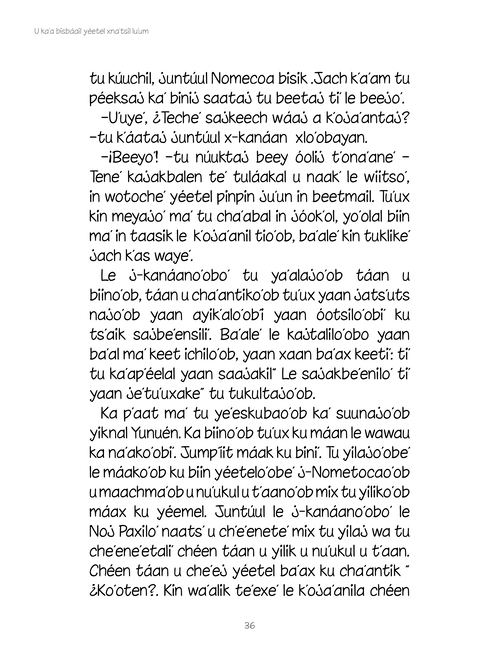 U ka'a bisbáail yéetel xna'tsil lu'um
tu kúuchil, juntúul Nomecoa bisik .Jach k'a'am tu
péeksaj ka' binij saataj tu beetaj ti' le beejo'.
–U'uye', ¿Teche' sajkeech wáaj a k'oja'antaj?
–tu k'áataj juntúul x-kanáan xlo'obayan.
–¡Beeyo'! –tu núuktaj beey óolij t'ona'ane' –
Tene' kajakbalen te' tuláakal u naak' le wiitso',
in wotoche' yéetel pinpin ju'un in beetmail. Tu'ux
kin meyajo' ma' tu cha'abal in jóok'ol, yo'olal biin
ma' in taasik le k'oja'anil tio'ob, ba'ale' kin tuklike'
jach k'as waye'.
Le j-kanáano'obo' tu ya'alajo'ob táan u
biino'ob, táan u cha'antiko'ob tu'ux yaan jats'uts
najo'ob yaan ayik'alo'obi' yaan óotsilo'obi' ku
ts'aik sajbe'ensili'. Ba'ale' le kajtalilo'obo yaan
ba'al ma' keet ichilo'ob, yaan xaan ba'ax keeti': ti'
tu ka'ap'éelal yaan saajakil" Le sajakbe'enilo' ti'
yaan je'tu'uxake" tu tukultajo'ob.
Ka p'aat ma' tu ye'eskubao'ob ka' suunajo'ob
yiknal Yunuén. Ka biino'ob tu'ux ku máan le wawau
ka na'ako'obi'. Jump'iit máak ku bini'. Tu yilajo'obe'
le máako'ob ku biin yéetelo'obe' j-Nometocao'ob
u maachma'ob u nu'ukul u t'aano'ob mix tu yiliko'ob
máax ku yéemel. Juntúul le j-kanáano'obo' le
Noj Paxilo' naats' u ch'e'enete' mix tu yilaj wa tu
che'ene'etali' chéen táan u yilik u nu'ukul u t'aan.
Chéen táan u che'ej yéetel ba'ax ku cha'antik "
¿Ko'oten?. Kin wa'alik te'exe' le k'oja'anila chéen
36